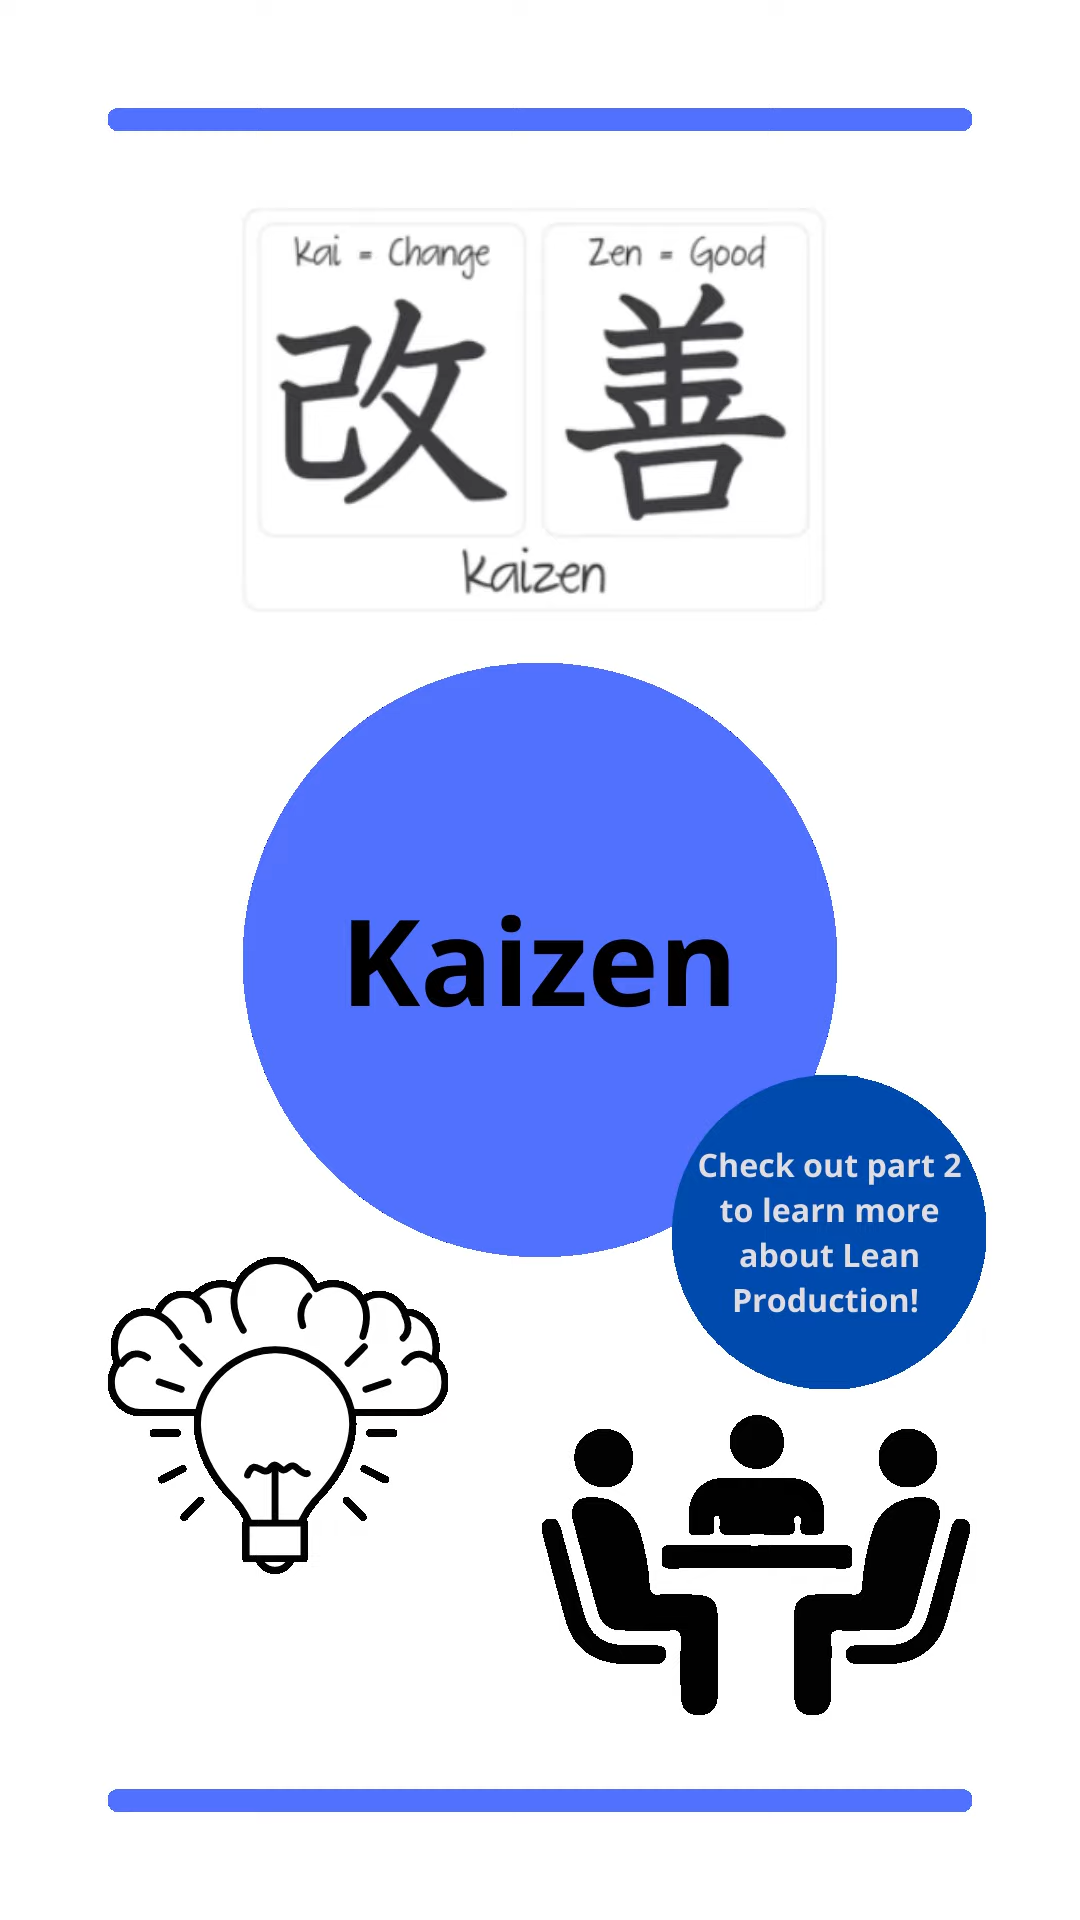 Kai = Change
Zen = Good
改善
Kaizen
Kaizen
Check out part 2
to learn more
about Lean
Production!